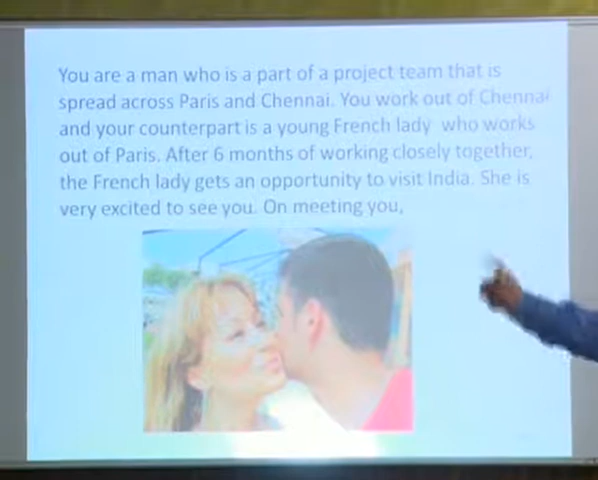 You are a man who is a part of a project team that is
spread across Paris and Chennai. You work out of Chennai
and your counterpart is a young French lady who works
out of Paris. After 6 months of working closely together,
the French lady gets an opportunity to visit India. She is
very excited to see you. On meeting you,